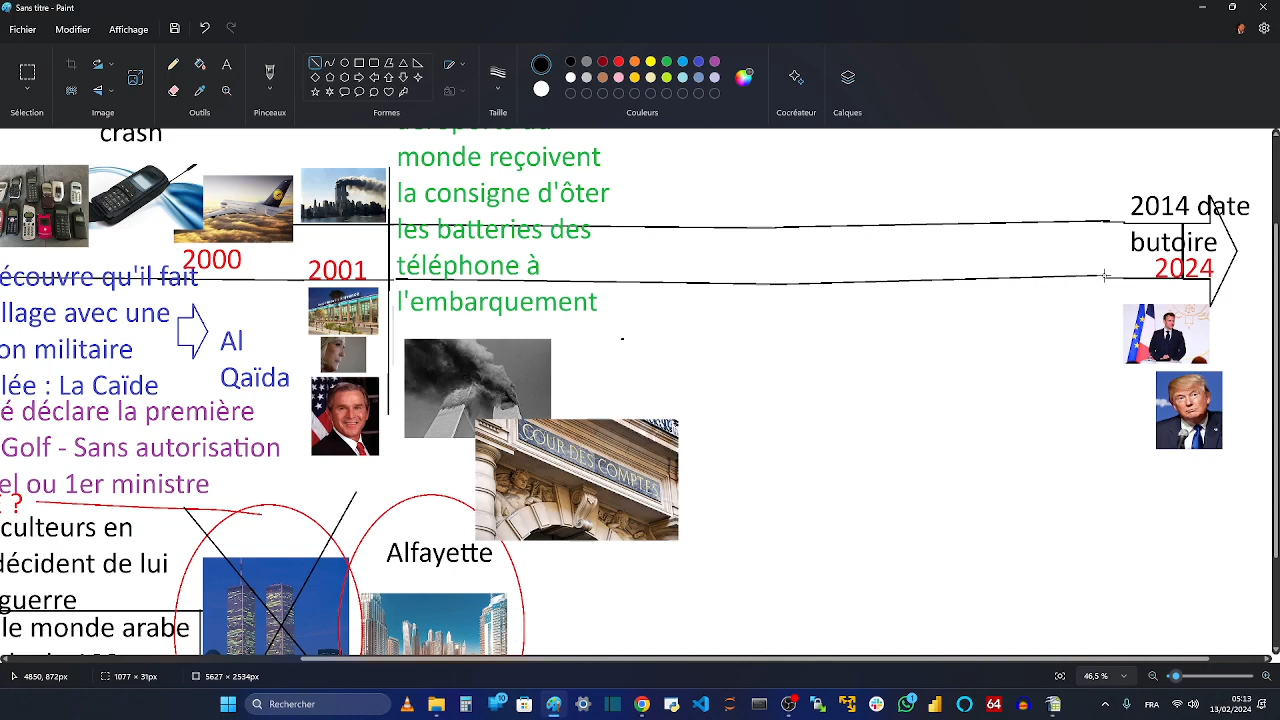 Sans titre - Paint
Fichier
Modifier
Affichage
Sélection
Image
Outils
Pinceaux
Formes
Taille
Couleurs
Cocréateur
Calques
crash
monde reçoivent
la consigne d'ôter
les batteries des
téléphone à
l'embarquement
2014 date
butoire
2024
2000
2001
écouvre qu'il fait
llage avec une
on militaire
lée : La Caïde
Al
Qaïda
é déclare la première
Golf - Sans autorisation
el ou 1er ministre
?
culteurs en
décident de lui
guerre
le monde arabe
COUR DES COMPTES
Alfayette
4850, 872px
1077 × 31px
5627 × 2534px
46,5 %
Rechercher
10
1
64
FRA
05:13
13/02/2024